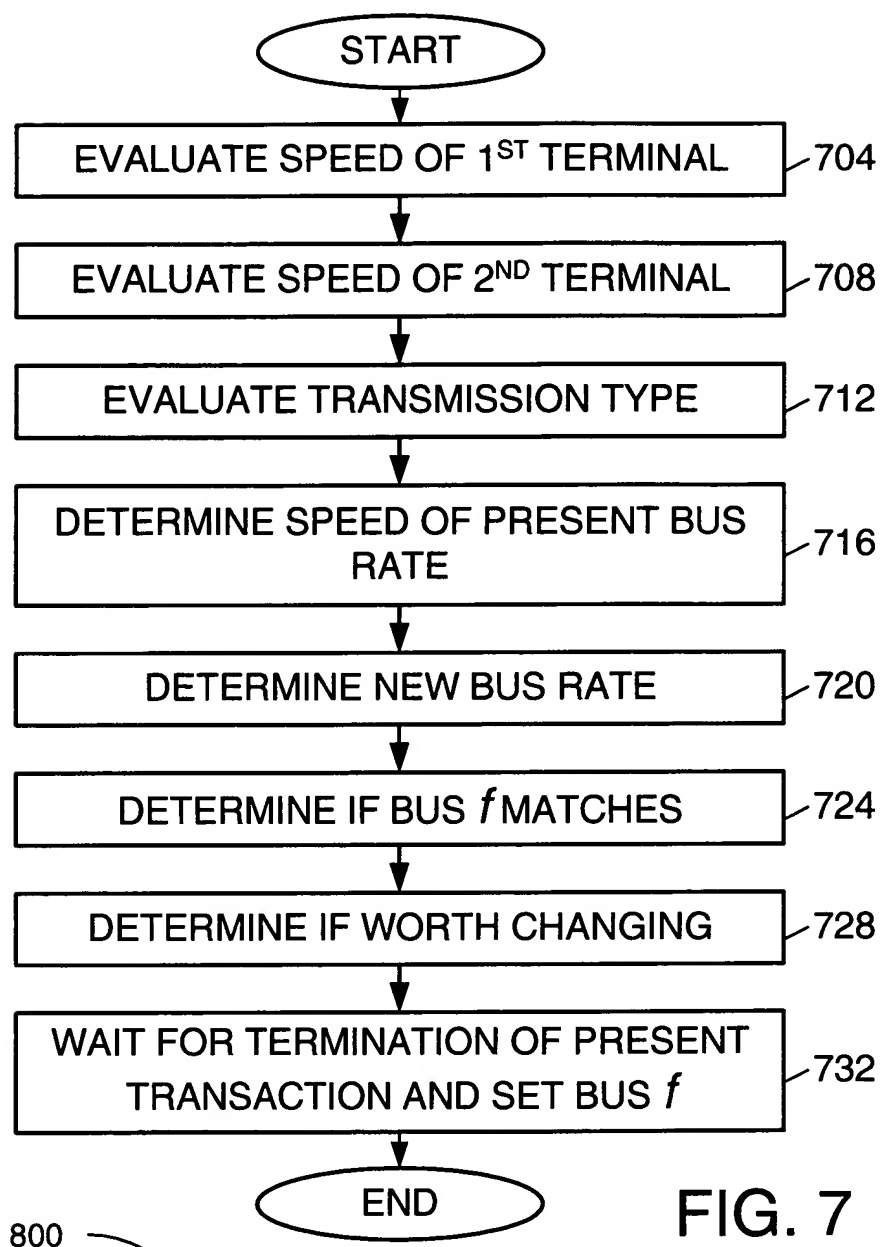 START
EVALUATE SPEED OF 1ST TERMINAL
704
EVALUATE SPEED OF 2ND TERMINAL
708
EVALUATE TRANSMISSION TYPE
712
DETERMINE SPEED OF PRESENT BUS
RATE
716
DETERMINE NEW BUS RATE
720
DETERMINE IF BUS f MATCHES
724
DETERMINE IF WORTH CHANGING
728
WAIT FOR TERMINATION OF PRESENT
TRANSACTION AND SET BUS f
732
END
FIG. 7
800